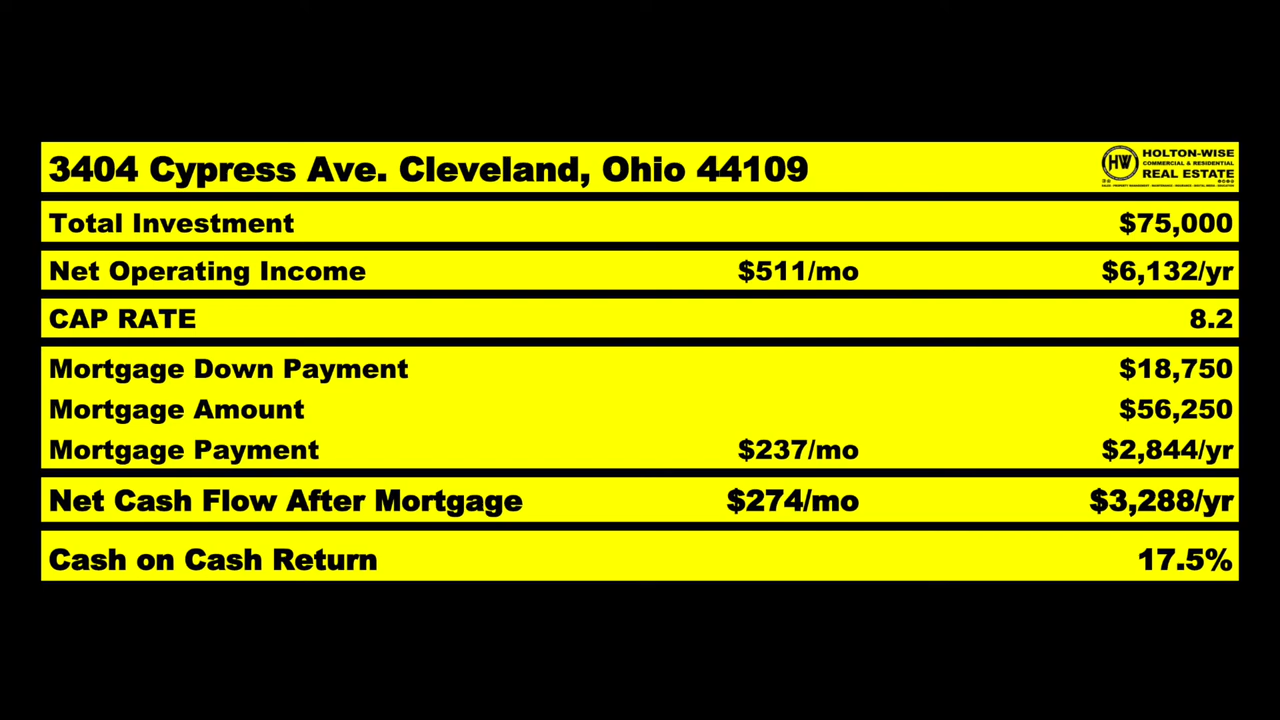 3404 Cypress Ave. Cleveland, Ohio 44109
HW
HOLTON-WISE
COMMERCIAL & RESIDENTIAL
REAL ESTATE
Total Investment $75,000
Net Operating Income $511/mo $6,132/yr
CAP RATE 8.2
Mortgage Down Payment $18,750
Mortgage Amount $56,250
Mortgage Payment $237/mo $2,844/yr
Net Cash Flow After Mortgage $274/mo $3,288/yr
Cash on Cash Return 17.5%